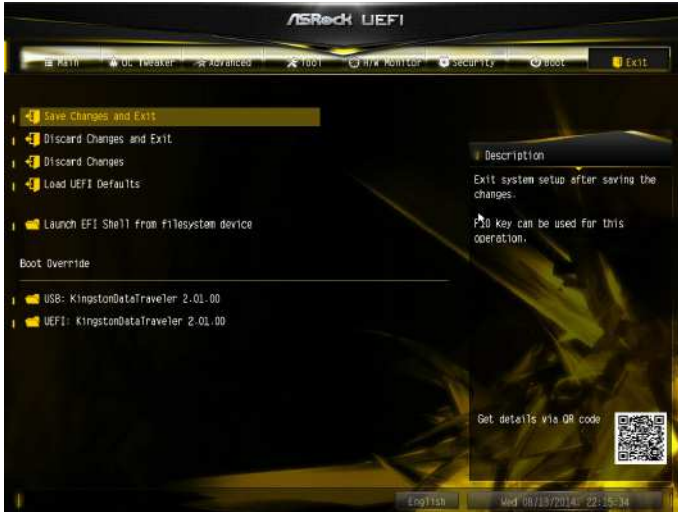 ASRock UEFI
Main OC Tweaker Advanced Tool H/W Monitor Security Boot Exit
Save Changes and Exit
Discard Changes and Exit
Discard Changes
Load UEFI Defaults
Launch EFI Shell from filesystem device
Boot Override
USB: KingstonDataTraveler 2.01.00
UEFI: KingstonDataTraveler 2.01.00
Description
Exit system setup after saving the
changes.
F10 key can be used for this
operation.
Get details via QR code
English Wed 08/13/2014, 22:15:34